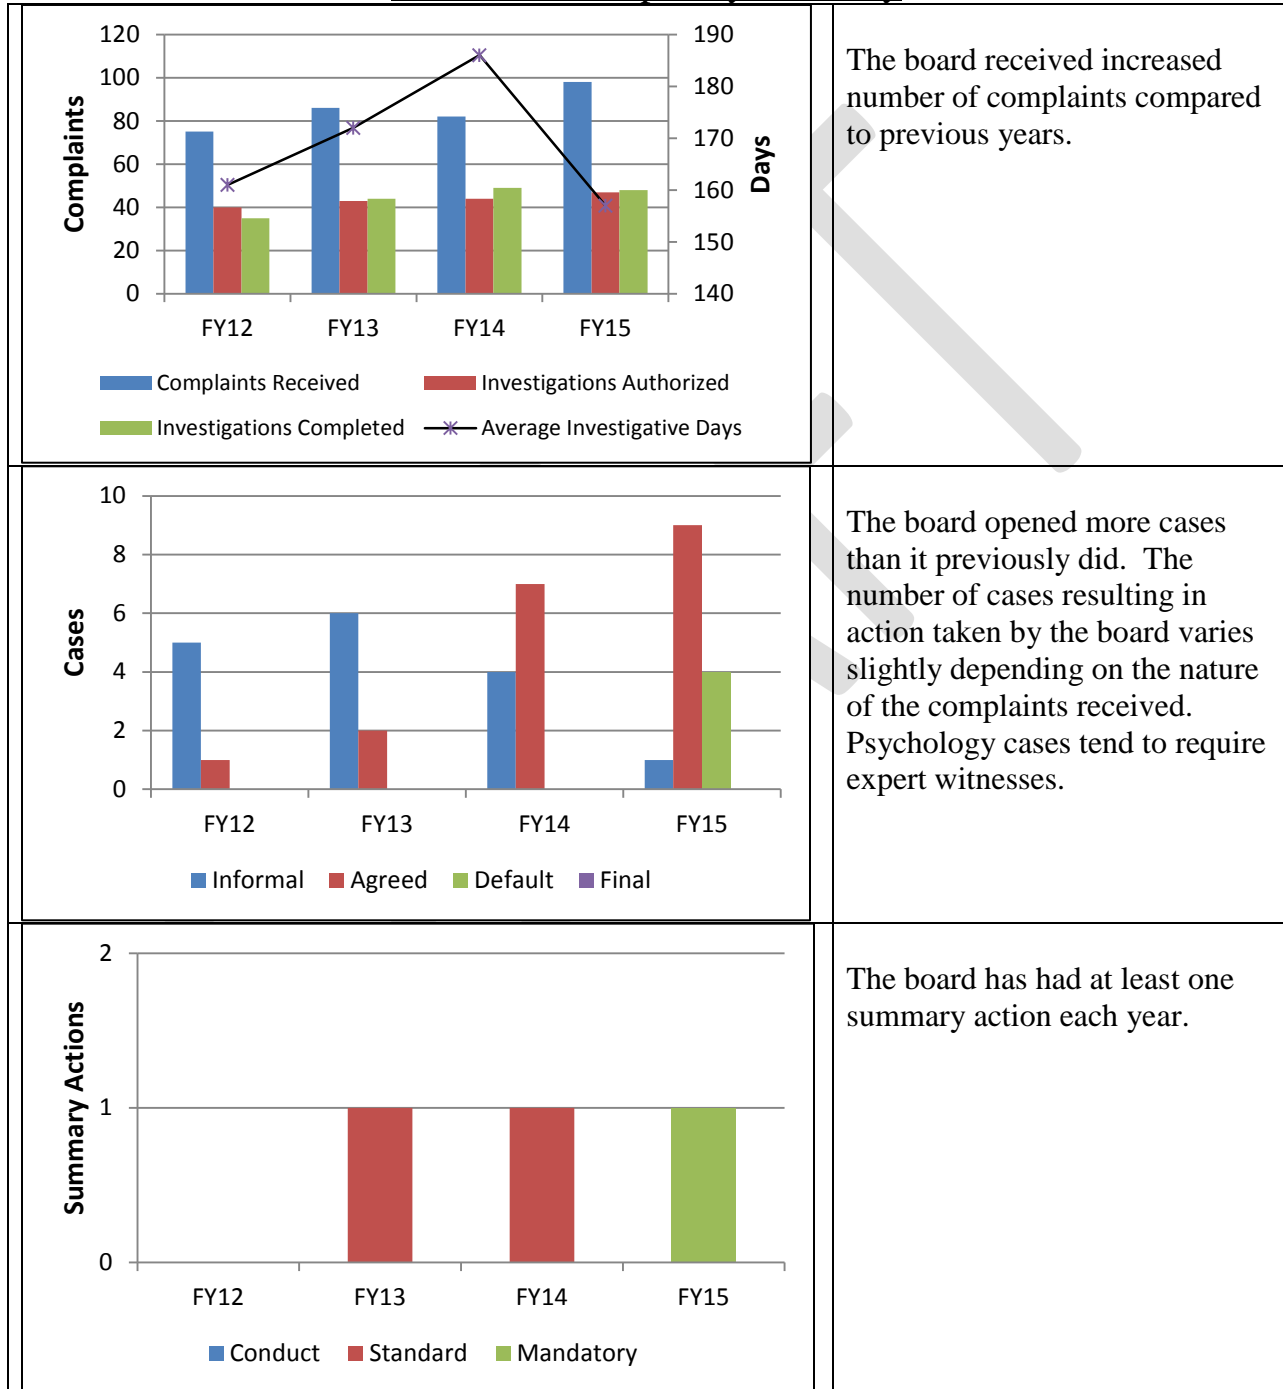 120
100
80
60
40
20
0
Complaints
190
180
170
160
150
140
Days
FY12 FY13 FY14 FY15
Complaints Received Investigations Authorized
Investigations Completed Average Investigative Days
The board received increased
number of complaints compared
to previous years.
10
8
6
4
2
0
Cases
FY12 FY13 FY14 FY15
Informal Agreed Default Final
The board opened more cases
than it previously did. The
number of cases resulting in
action taken by the board varies
slightly depending on the nature
of the complaints received.
Psychology cases tend to require
expert witnesses.
2
1
0
Summary Actions
FY12 FY13 FY14 FY15
Conduct Standard Mandatory
The board has had at least one
summary action each year.